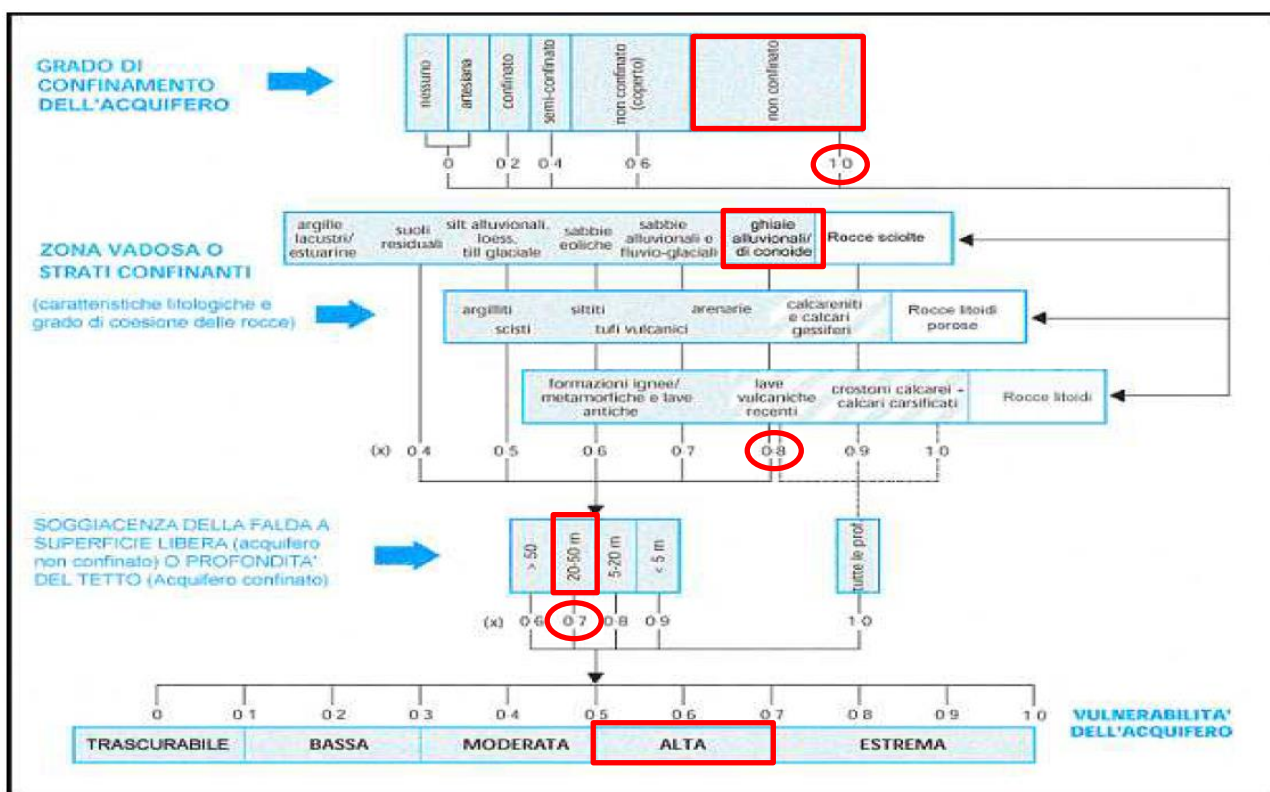 GRADO DI
CONFINAMENTO
DELL'ACQUIFERO
nessuno
artesiana
confinato
semi-confinato
non confinato
(coperto)
non confinato
0
0·2
0·4
0·6
1·0
ZONA VADOSA O
STRATI CONFINANTI
(caratteristiche litologiche e
grado di coesione delle rocce)
argille
lacustri/
estuarine
suoli
residuali
silt alluvionali,
loess,
till glaciale
sabbie
eoliche
sabbie
alluvionali e
fluvio-glaciali
ghiaie
alluvionali/
di conoide
Rocce sciolte
argilliti
scisti
siltiti
tufi vulcanici
arenarie
calcareniti
e calcari
gessiferi
Rocce litoidi
porose
formazioni ignee/
metamorfiche e lave
antiche
lave
vulcaniche
recenti
crostoni calcarei -
calcari carsificati
Rocce litoidi
(x) 0·4 0·5 0·6 0·7 0·8 0·9 1·0
SOGGIACENZA DELLA FALDA A
SUPERFICIE LIBERA (acquifero
non confinato) O PROFONDITA'
DEL TETTO (Acquifero confinato)
> 50
20-50 m
5-20 m
< 5 m
tutte le prof.
(x) 0·6 0·7 0·8 0·9 1·0
0 0·1 0·2 0·3 0·4 0·5 0·6 0·7 0·8 0·9 1·0
TRASCURABILE BASSA MODERATA ALTA ESTREMA
VULNERABILITA'
DELL'ACQUIFERO